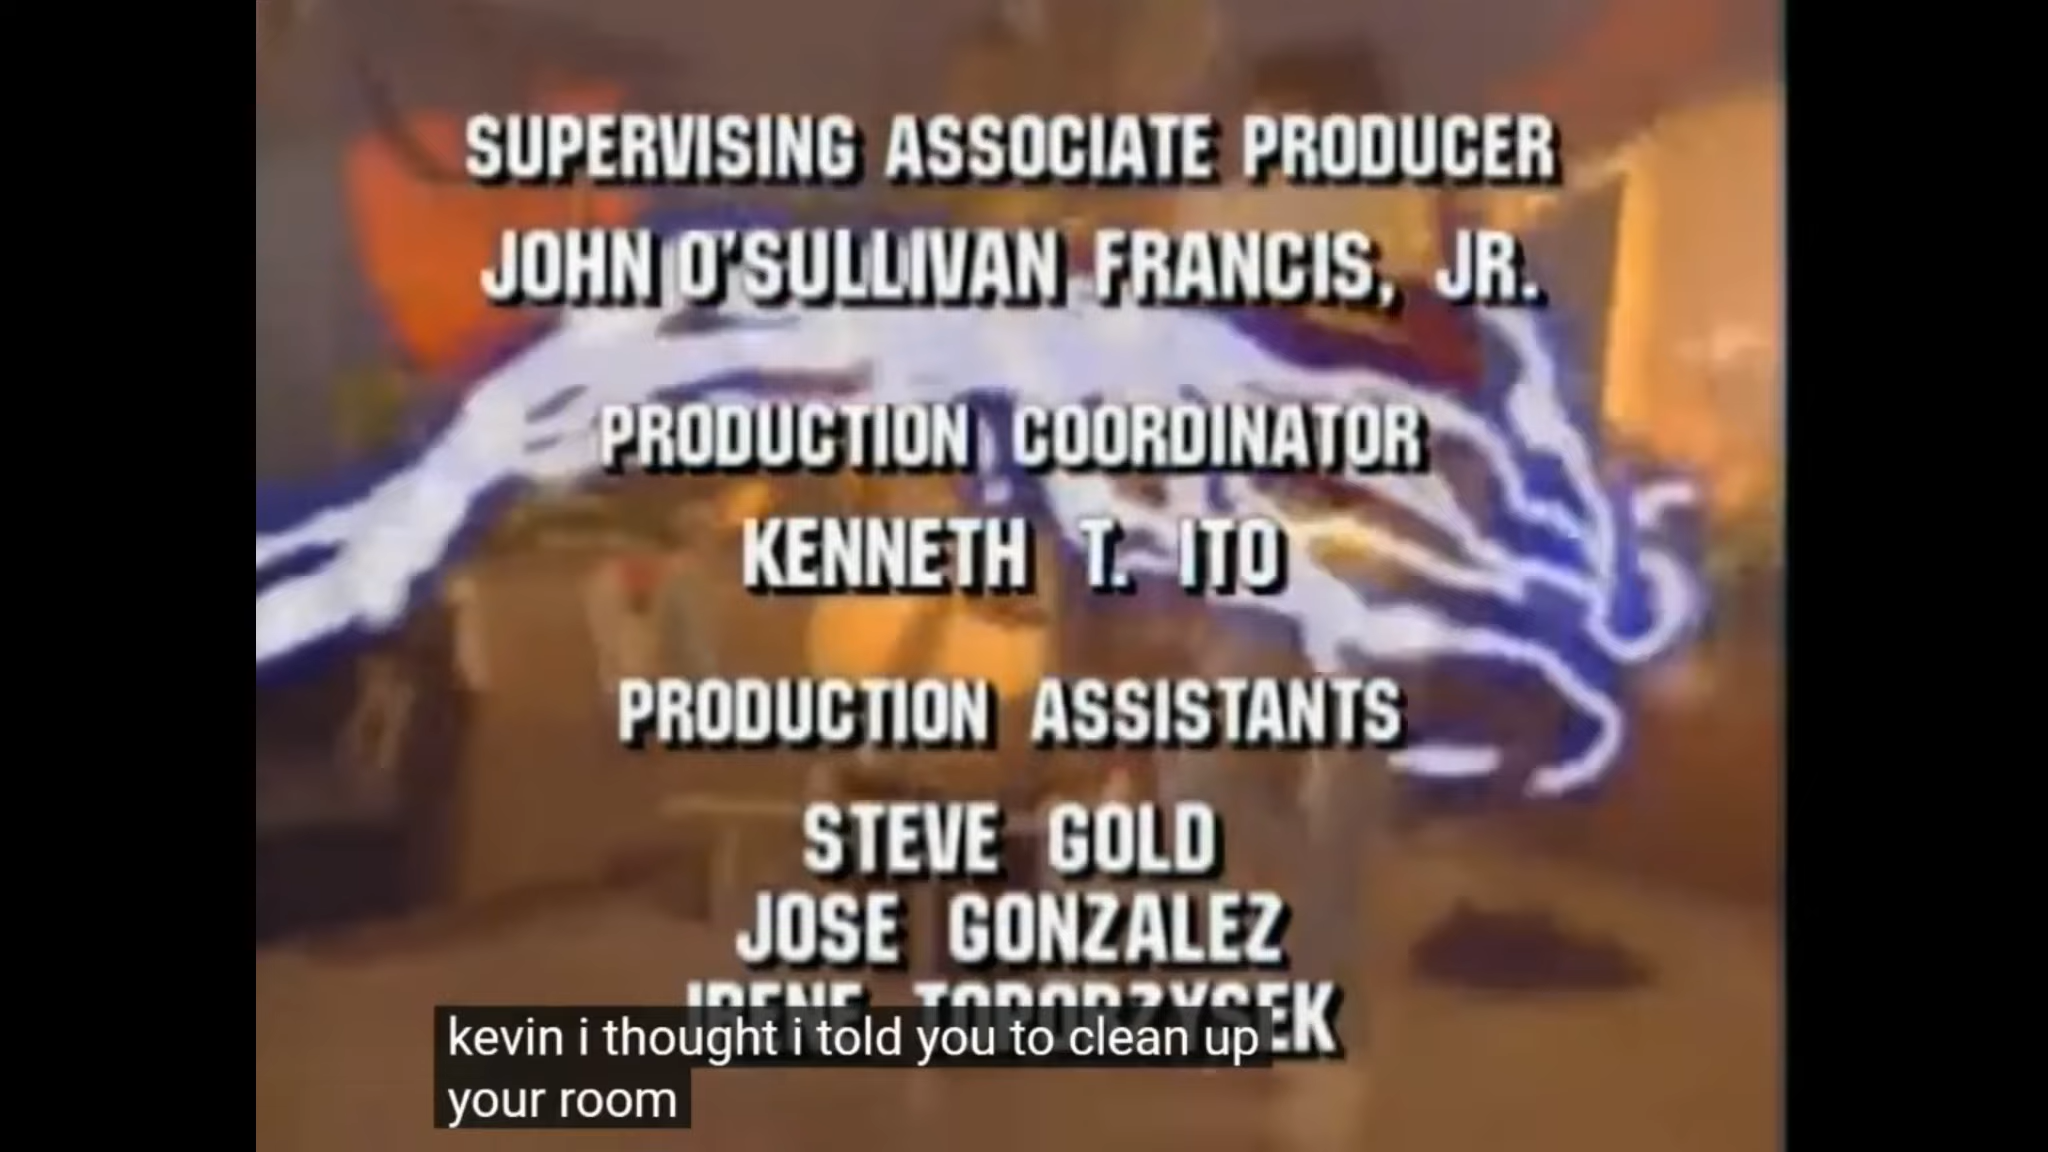 SUPERVISING ASSOCIATE PRODUCER
JOHN O'SULLIVAN FRANCIS, JR.
PRODUCTION COORDINATOR
KENNETH T. ITO
PRODUCTION ASSISTANTS
STEVE GOLD
JOSE GONZALEZ
IRENE
kevin i thought i told you to clean up
your room